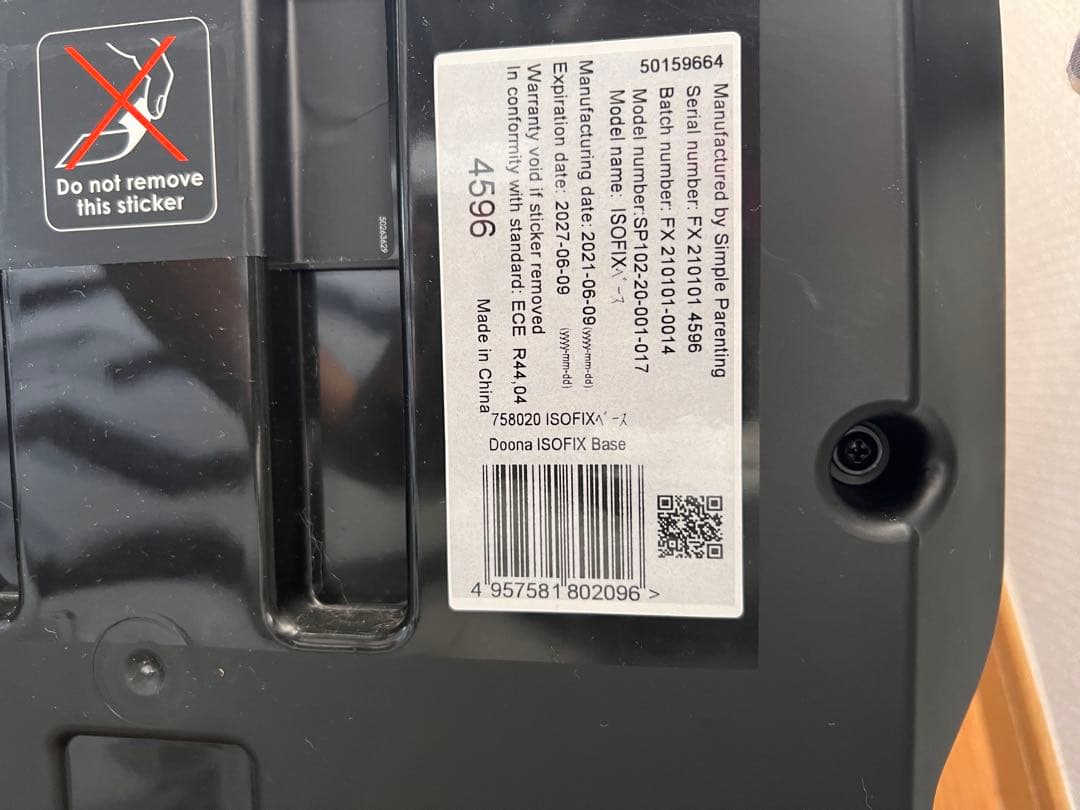 Do not remove
this sticker
50263629
50159664
Manufactured by Simple Parenting
Serial number: FX 210101 4596
Batch number: FX 210101-0014
Model number:SP102-20-001-017
Model name: ISOFIXベース
Manufacturing date: 2021-06-09(yyyy-mm-dd)
Expiration date: 2027-06-09 (yyyy-mm-dd)
Warranty void if sticker removed
In conformity with standard: ECE R44,04
4596 Made in China
758020 ISOFIXベース
Doona ISOFIX Base
4 957581 802096 >